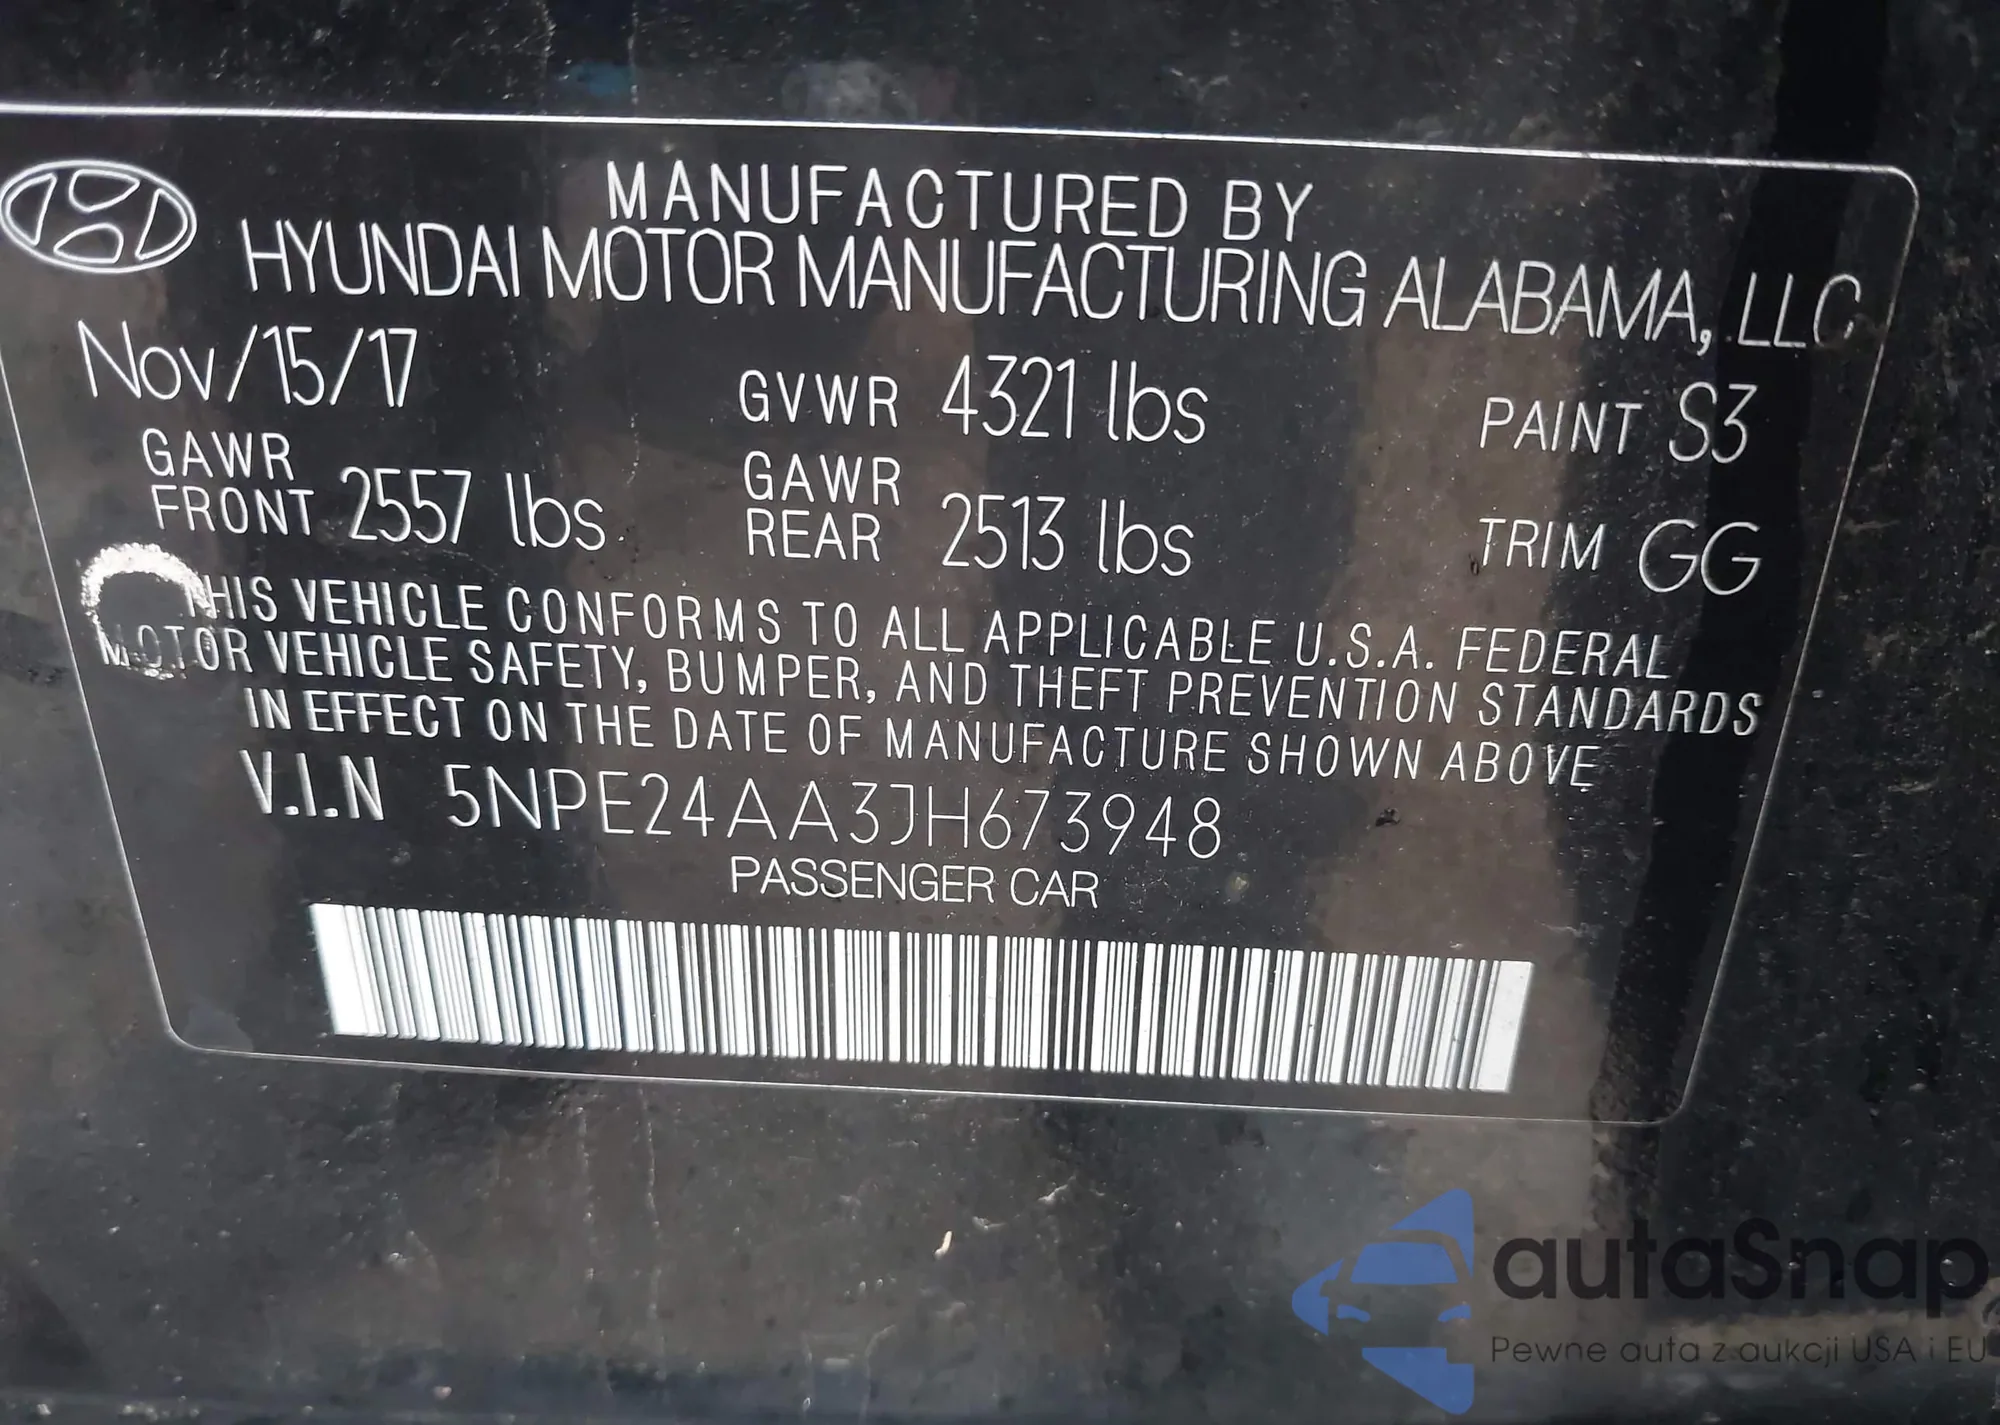 MANUFACTURED BY
HYUNDAI MOTOR MANUFACTURING ALABAMA, LLC
Nov/15/17 GVWR 4321 lbs PAINT S3
GAWR FRONT 2557 lbs GAWR REAR 2513 lbs TRIM GG
THIS VEHICLE CONFORMS TO ALL APPLICABLE U.S.A. FEDERAL
MOTOR VEHICLE SAFETY, BUMPER, AND THEFT PREVENTION STANDARDS
IN EFFECT ON THE DATE OF MANUFACTURE SHOWN ABOVE
V.I.N 5NPE24AA3JH673948
PASSENGER CAR
autaSnap
Pewne auta z aukcji USA i EU